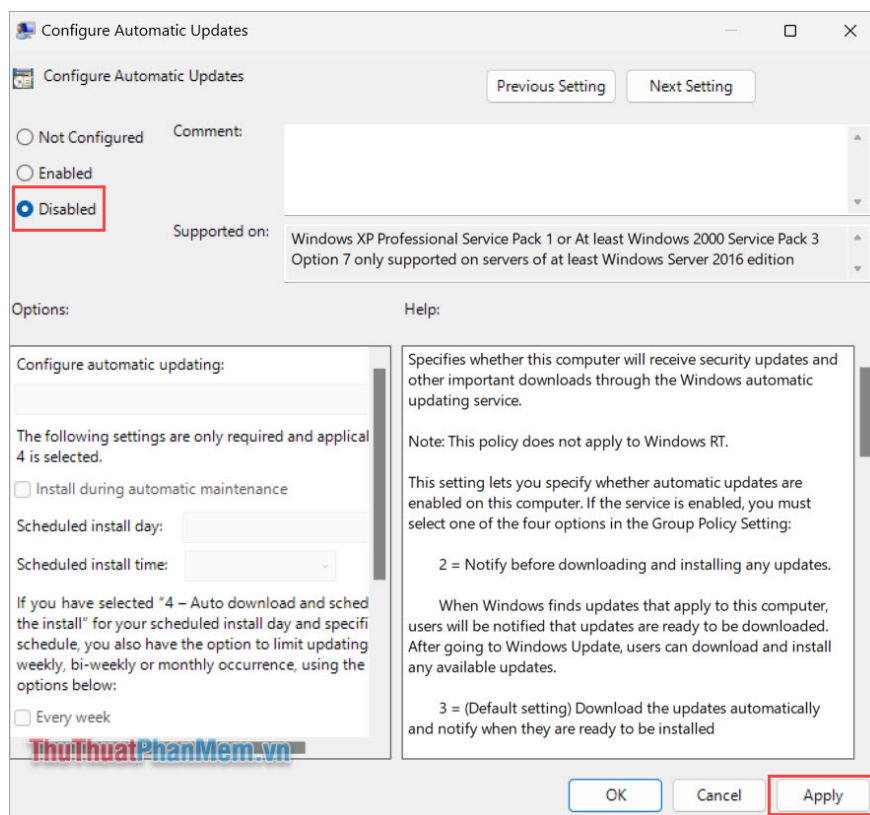 Configure Automatic Updates
Configure Automatic Updates
Previous Setting
Next Setting
Not Configured
Enabled
Disabled
Comment:
Supported on:
Windows XP Professional Service Pack 1 or At least Windows 2000 Service Pack 3
Option 7 only supported on servers of at least Windows Server 2016 edition
Options:
Help:
Configure automatic updating:
The following settings are only required and applical
4 is selected.
Install during automatic maintenance
Scheduled install day:
Scheduled install time:
If you have selected “4 – Auto download and sched
the install” for your scheduled install day and specifi
schedule, you also have the option to limit updating
weekly, bi-weekly or monthly occurrence, using the
options below:
Every week
Specifies whether this computer will receive security updates and
other important downloads through the Windows automatic
updating service.
Note: This policy does not apply to Windows RT.
This setting lets you specify whether automatic updates are
enabled on this computer. If the service is enabled, you must
select one of the four options in the Group Policy Setting:
2 = Notify before downloading and installing any updates.
When Windows finds updates that apply to this computer,
users will be notified that updates are ready to be downloaded.
After going to Windows Update, users can download and install
any available updates.
3 = (Default setting) Download the updates automatically
and notify when they are ready to be installed
ThuThuatPhanMem.vn
OK
Cancel
Apply